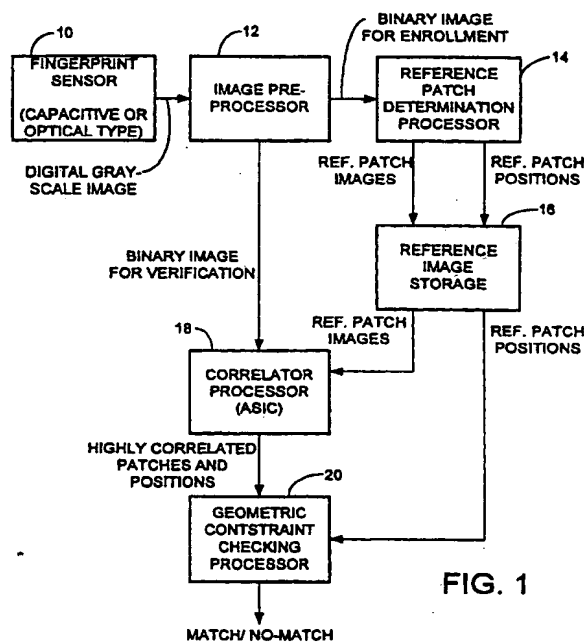 10
FINGERPRINT
SENSOR
(CAPACITIVE OR
OPTICAL TYPE)
DIGITAL GRAY-
SCALE IMAGE
12
IMAGE PRE-
PROCESSOR
BINARY IMAGE
FOR ENROLLMENT
14
REFERENCE
PATCH
DETERMINATION
PROCESSOR
REF. PATCH
IMAGES
REF. PATCH
POSITIONS
16
REFERENCE
IMAGE
STORAGE
BINARY IMAGE
FOR VERIFICATION
REF. PATCH
IMAGES
REF. PATCH
POSITIONS
18
CORRELATOR
PROCESSOR
(ASIC)
HIGHLY CORRELATED
PATCHES AND
POSITIONS
20
GEOMETRIC
CONTSTRAINT
CHECKING
PROCESSOR
MATCH/ NO-MATCH
FIG. 1